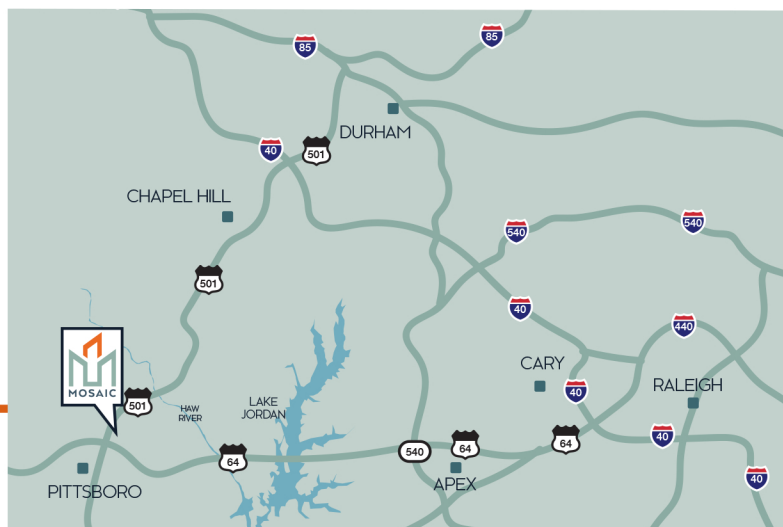 85
85
DURHAM
40
501
CHAPEL HILL
540
540
501
40
440
MOSAIC
CARY
501
HAW
RIVER
LAKE
JORDAN
40
RALEIGH
64
540
64
64
40
PITTSBORO
APEX
40